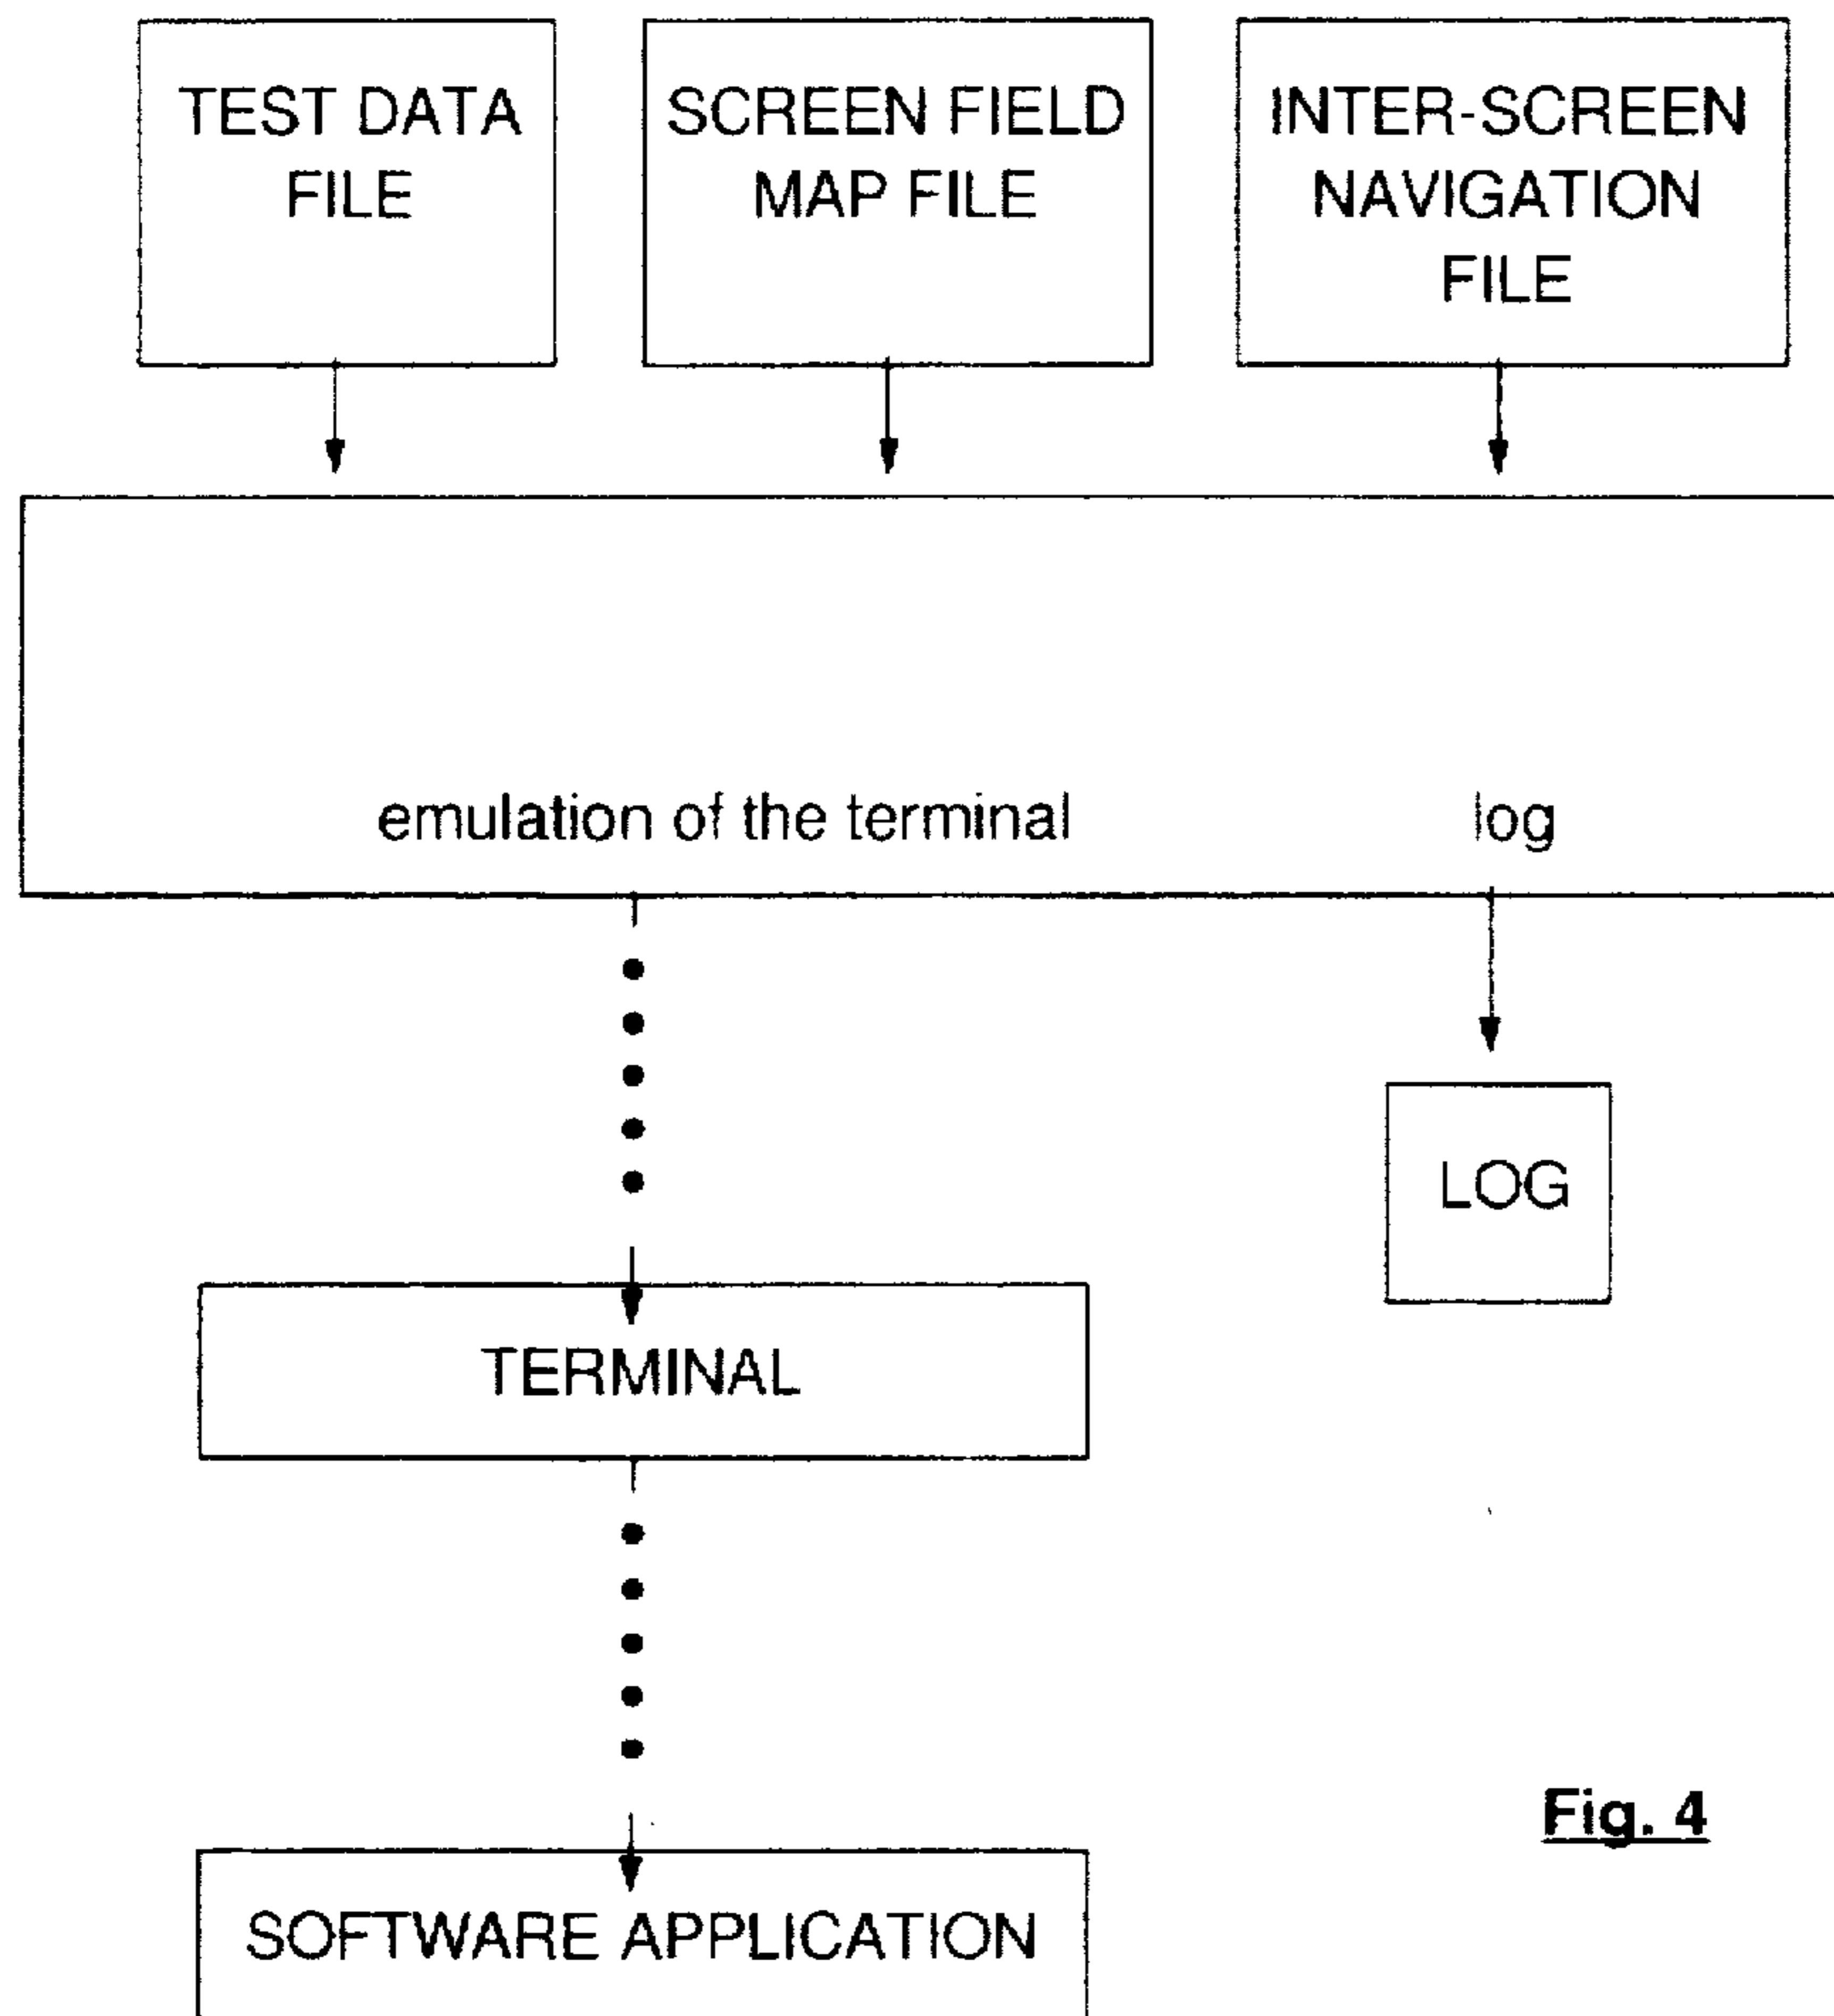 TEST DATA
FILE
SCREEN FIELD
MAP FILE
INTER-SCREEN
NAVIGATION
FILE
emulation of the terminal
log
LOG
TERMINAL
SOFTWARE APPLICATION
Fig. 4